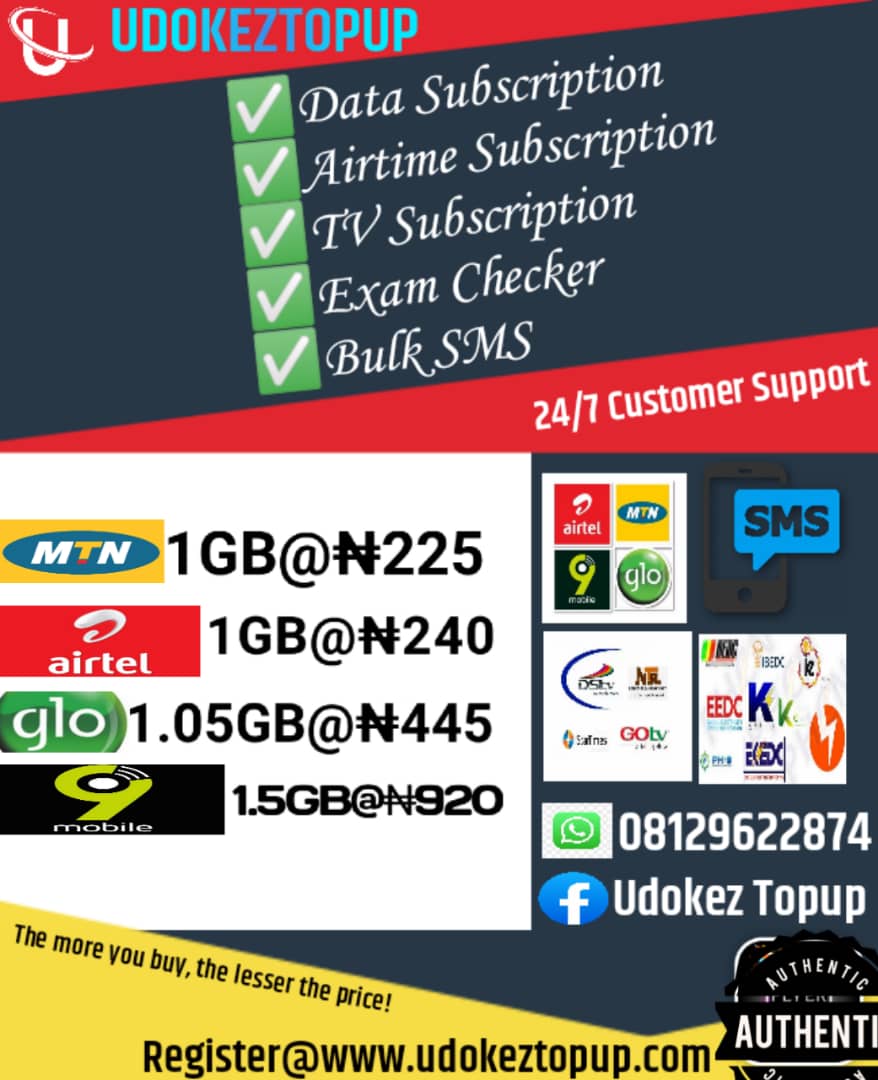 UDOKEZTOPUP
Data Subscription
Airtime Subscription
TV Subscription
Exam Checker
Bulk SMS
24/7 Customer Support
MTN 1GB@₦225
airtel 1GB@₦240
glo 1.05GB@₦445
9 mobile 1.5GB@₦920
airtel MTN
9 mobile glo
SMS
DStv
StarTimes GOtv
IBEDC
EEDC
EKEDC
08129622874
f Udokez Topup
The more you buy, the lesser the price!
Register@www.udokeztopup.com
AUTHENTIC
FLYER
AUTHENTI